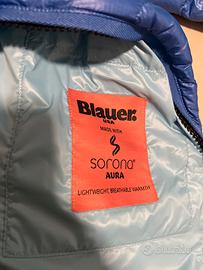 Blauer.
USA
MADE WITH
sorona®
AURA
LIGHTWEIGHT, BREATHABLE WARMTH